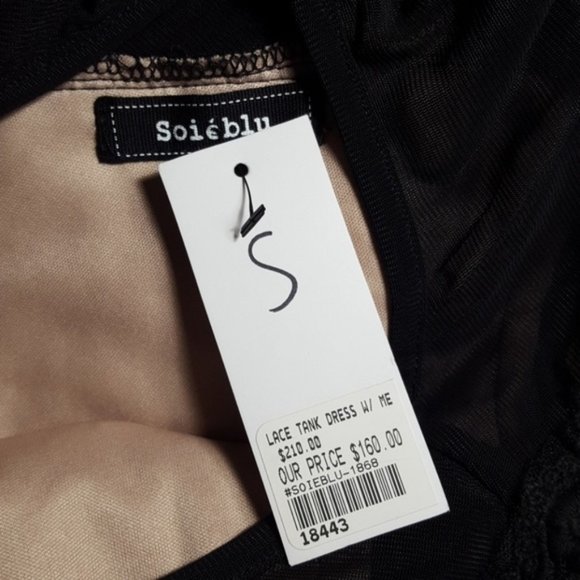 Soiéblu
S
LACE TANK DRESS W/ ME
$210.00
OUR PRICE $160.00
#SOIEBLU-1868
18443